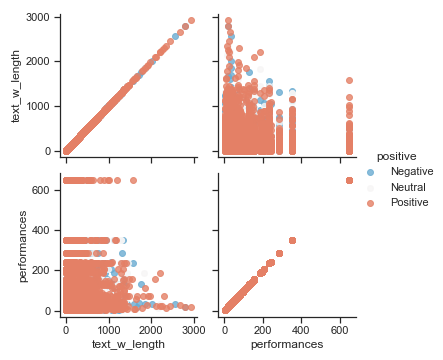 3000
2000
1000
0
text_w_length
600
400
200
0
performances
0
1000
2000
3000
text_w_length
0
200
400
600
performances
positive
Negative
Neutral
Positive